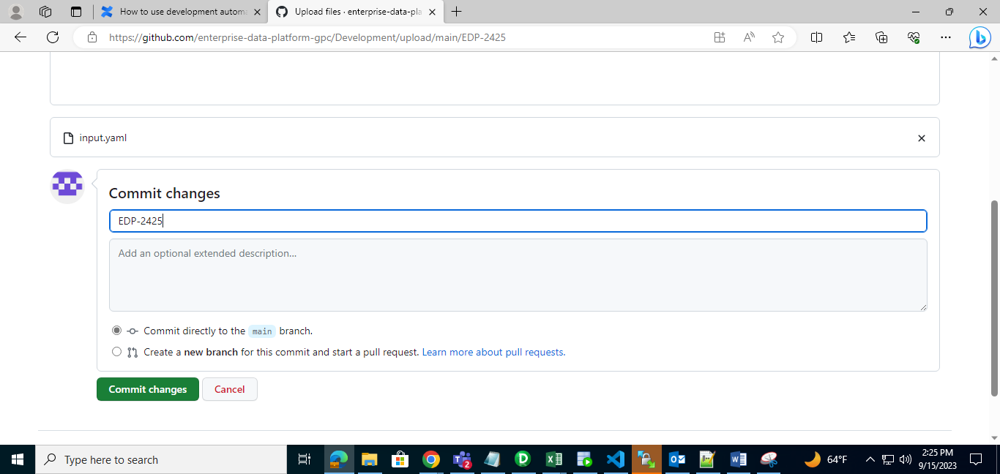 How to use development automa
Upload files · enterprise-data-pla
https://github.com/enterprise-data-platform-gpc/Development/upload/main/EDP-2425
input.yaml
Commit changes
EDP-2425
Add an optional extended description...
Commit directly to the main branch.
Create a new branch for this commit and start a pull request. Learn more about pull requests.
Commit changes
Cancel
Type here to search
2
64°F
2:25 PM
9/15/2023